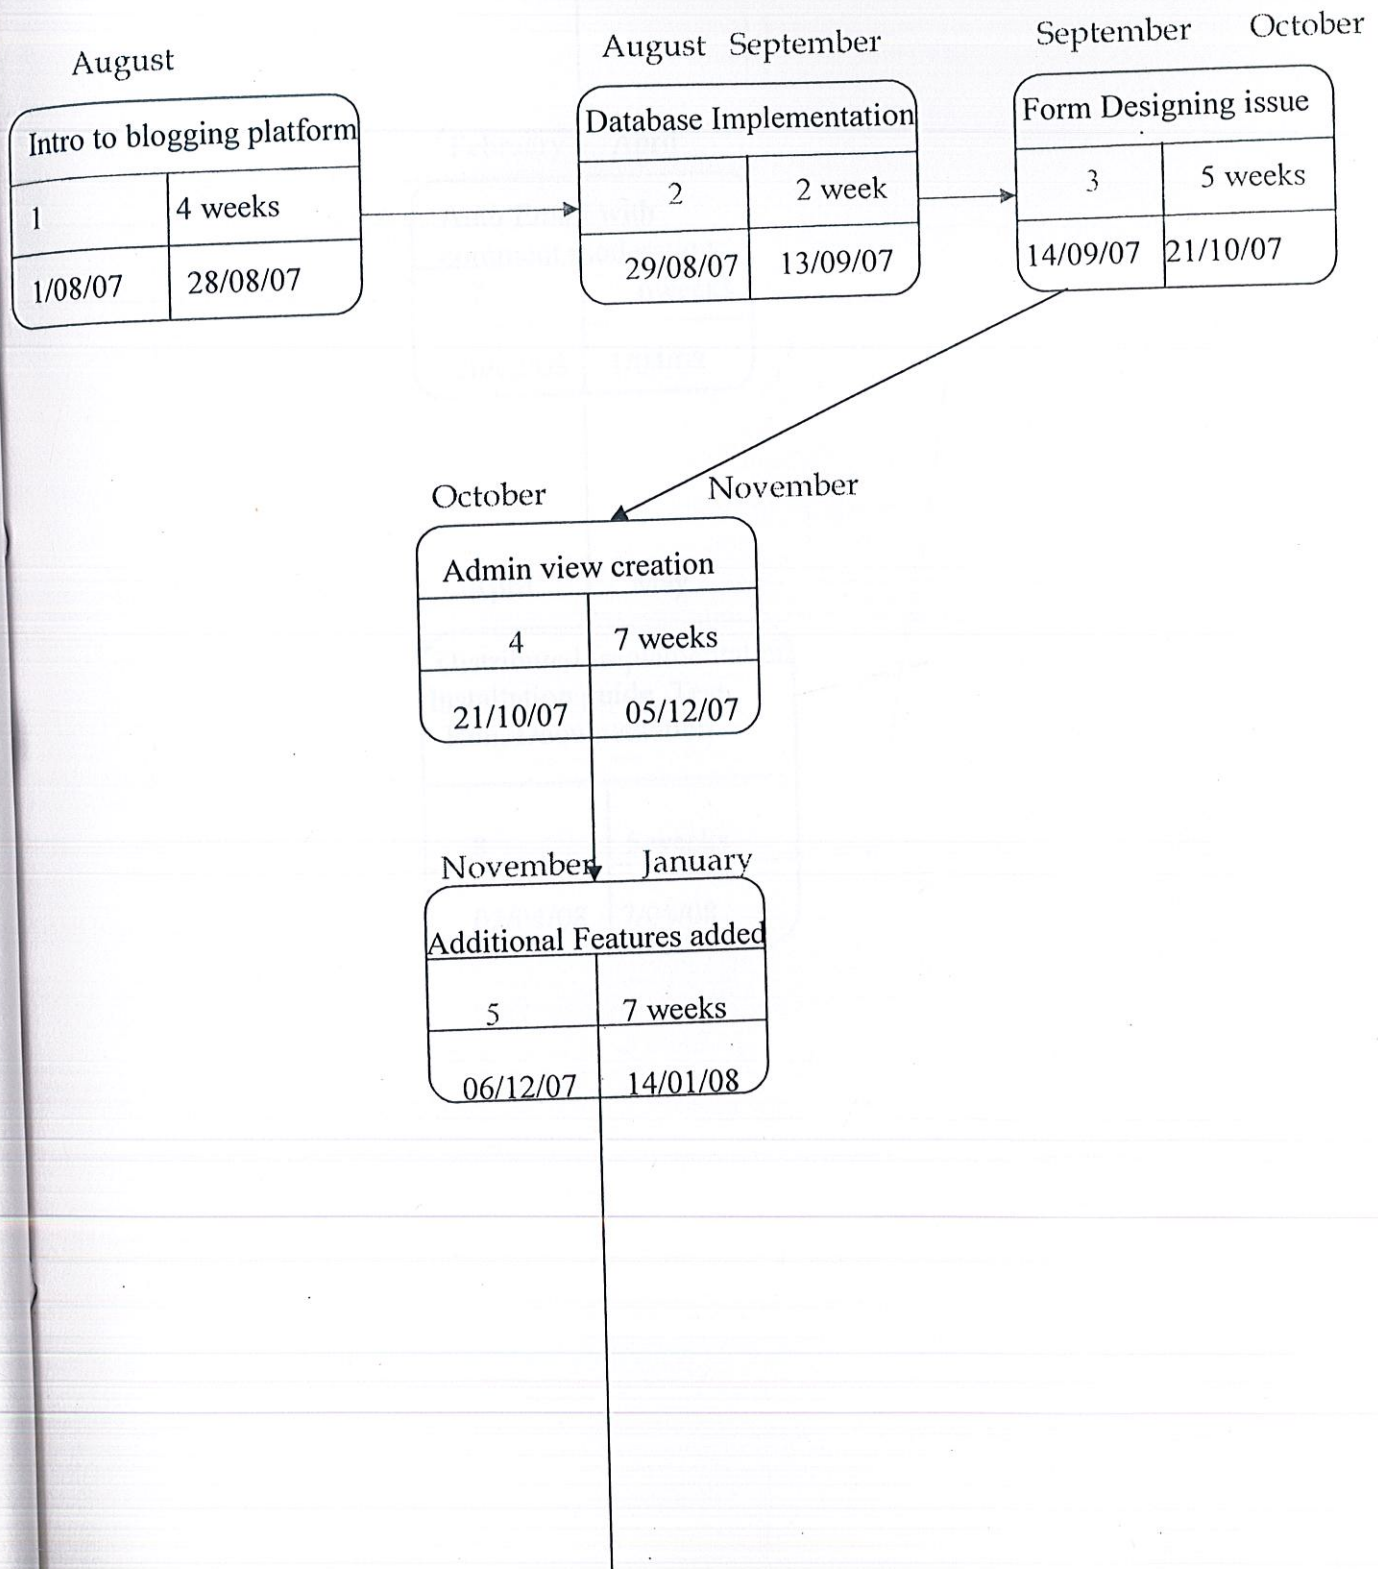 August
Intro to blogging platform
1 4 weeks
1/08/07 28/08/07
August September
Database Implementation
2 2 week
29/08/07 13/09/07
September October
Form Designing issue
3 5 weeks
14/09/07 21/10/07
October November
Admin view creation
4 7 weeks
21/10/07 05/12/07
November January
Additional Features added
5 7 weeks
06/12/07 14/01/08